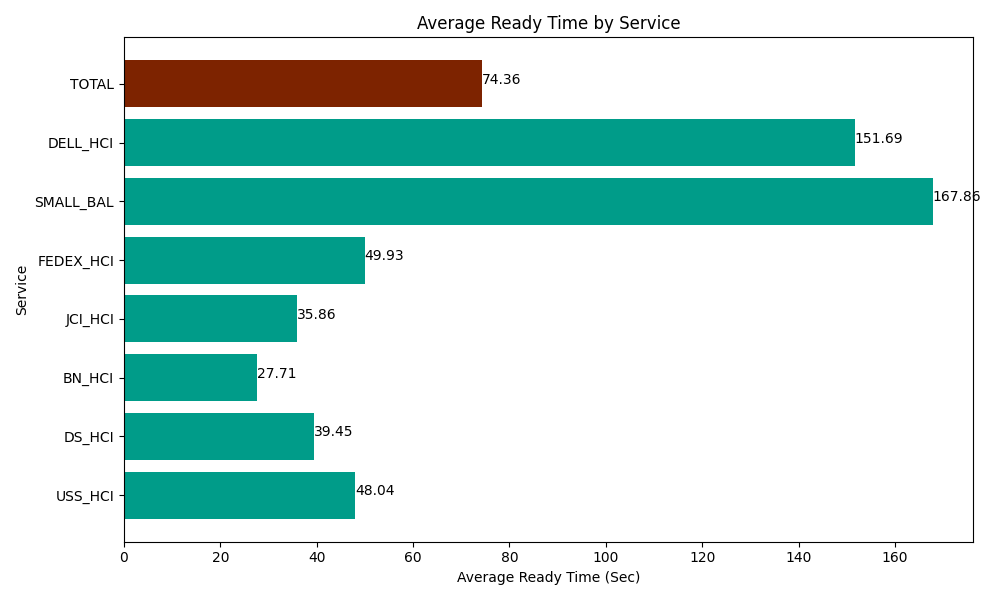 Average Ready Time by Service
TOTAL 74.36
DELL_HCI 151.69
SMALL_BAL 167.86
FEDEX_HCI 49.93
JCI_HCI 35.86
BN_HCI 27.71
DS_HCI 39.45
USS_HCI 48.04
Service
0 20 40 60 80 100 120 140 160
Average Ready Time (Sec)